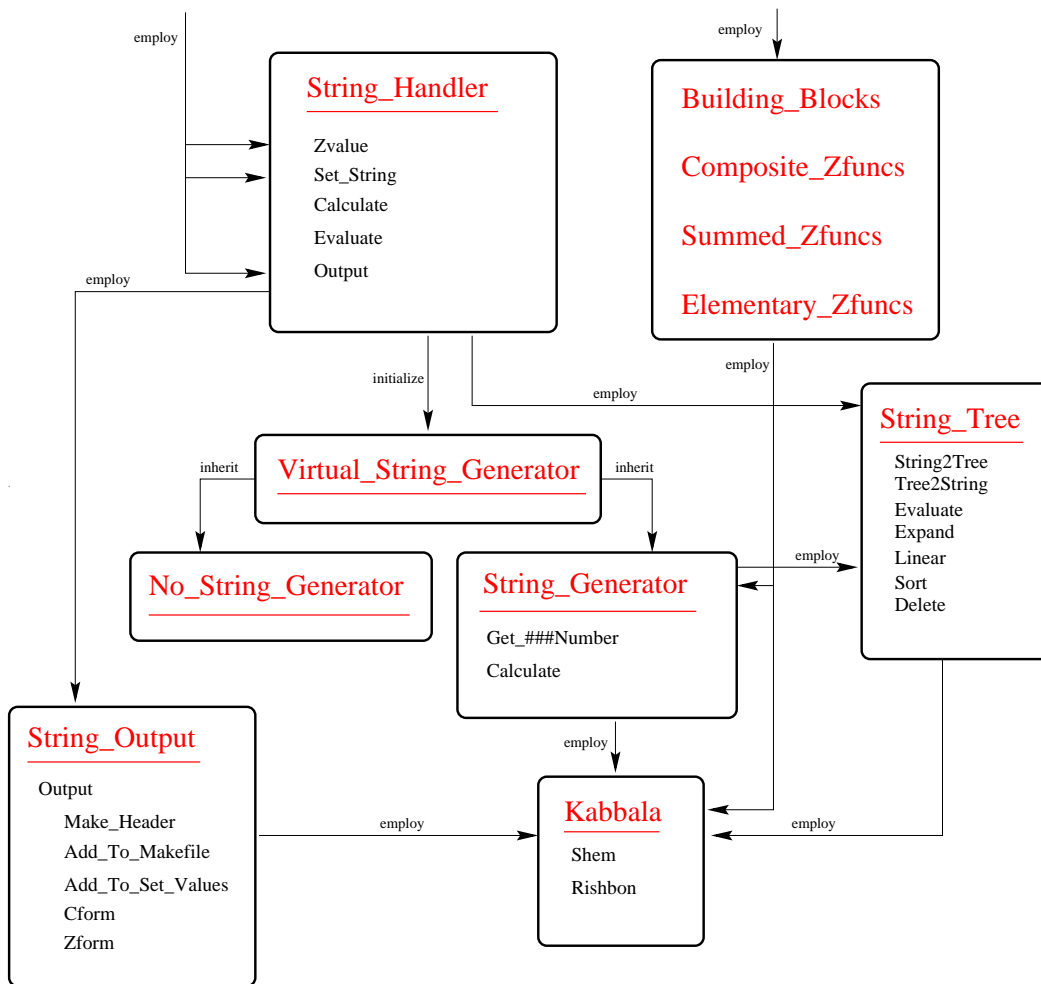 employ
String_Handler
Zvalue
Set_String
Calculate
Evaluate
Output
employ
Building_Blocks
Composite_Zfuncs
Summed_Zfuncs
Elementary_Zfuncs
employ
initialize
employ
employ
String_Tree
String2Tree
Tree2String
Evaluate
Expand
Linear
Sort
Delete
inherit
Virtual_String_Generator
inherit
No_String_Generator
String_Generator
Get_###Number
Calculate
employ
String_Output
Output
Make_Header
Add_To_Makefile
Add_To_Set_Values
Cform
Zform
employ
employ
Kabbala
Shem
Rishbon
employ